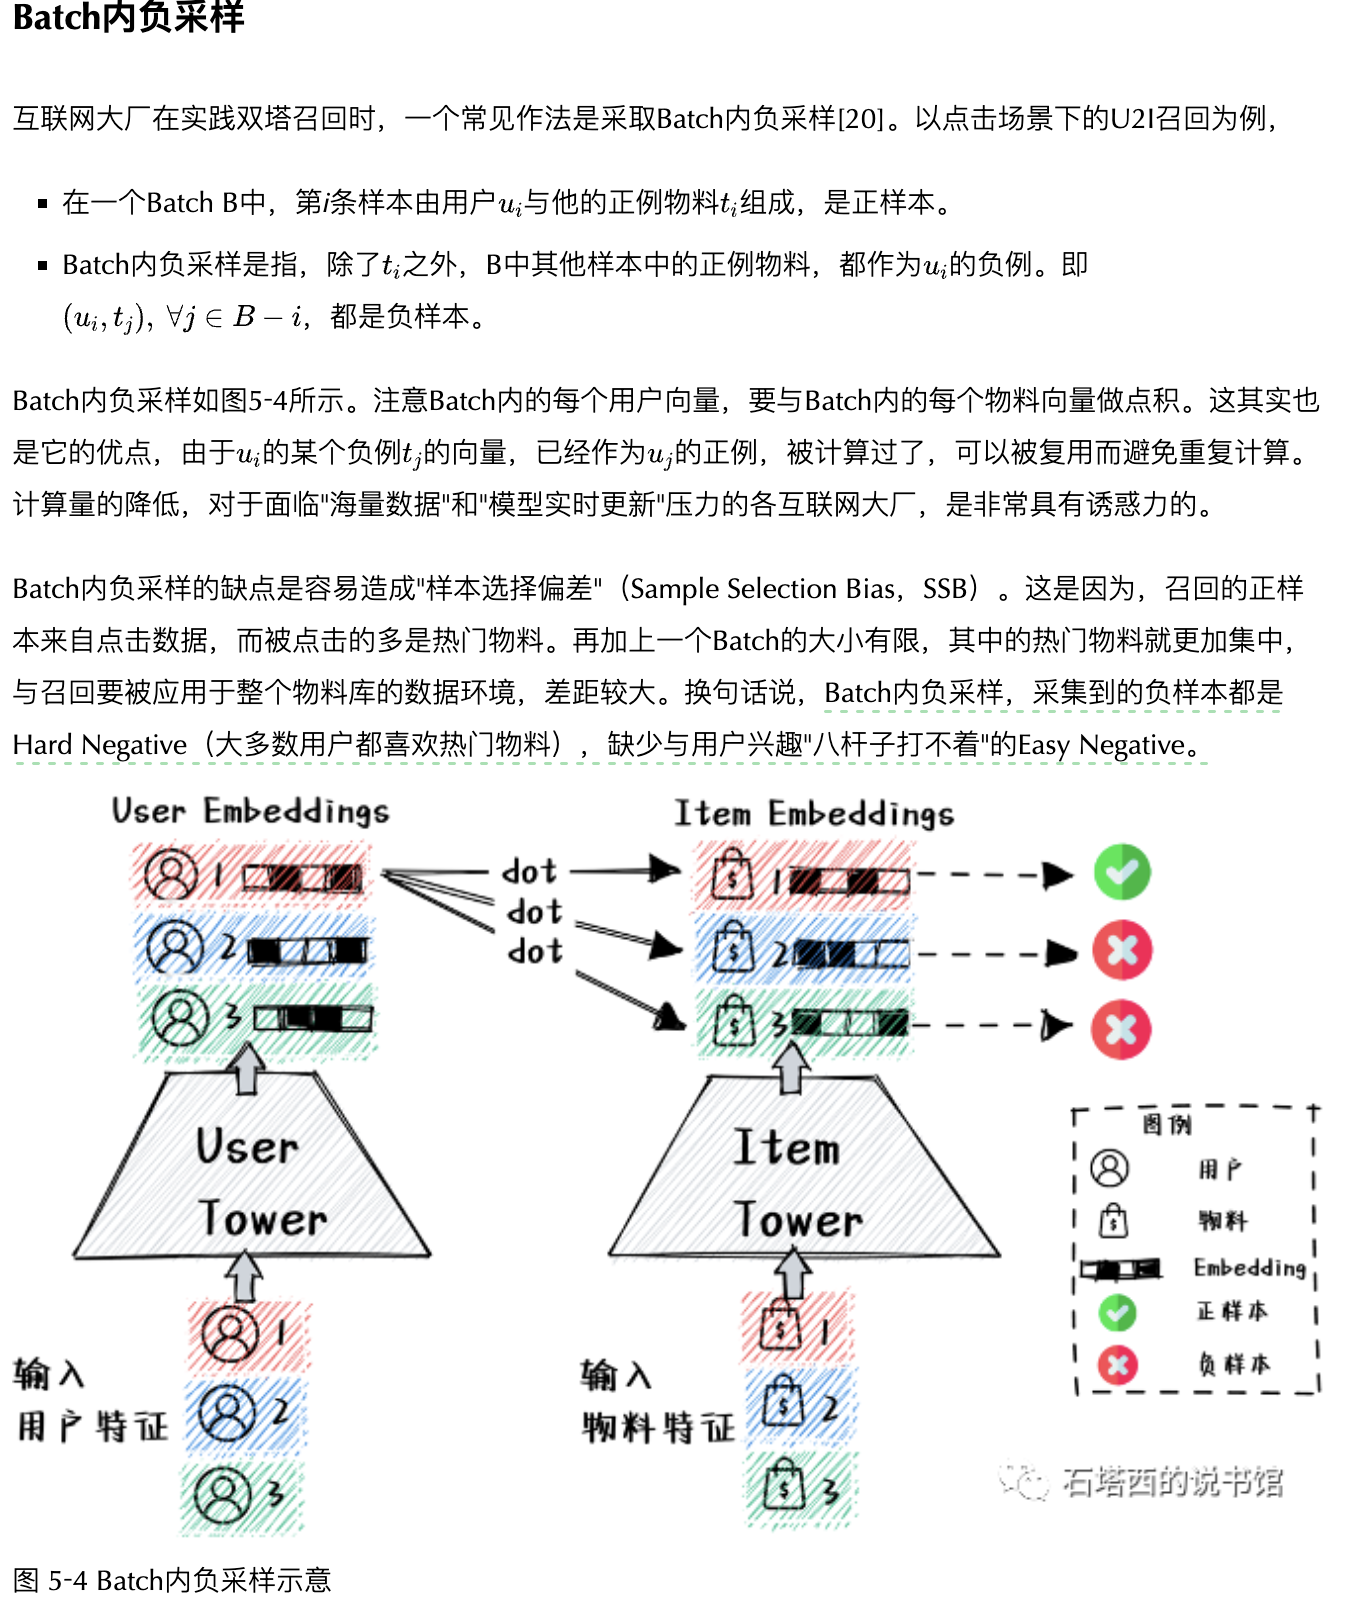 Batch内负采样
互联网大厂在实践双塔召回时，一个常见作法是采取Batch内负采样[20]。以点击场景下的U2I召回为例，
▪ 在一个Batch B中，第i条样本由用户uᵢ与他的正例物料tᵢ组成，是正样本。
▪ Batch内负采样是指，除了tᵢ之外，B中其他样本中的正例物料，都作为uᵢ的负例。即
(uᵢ, tⱼ), ∀j ∈ B − i，都是负样本。
Batch内负采样如图5-4所示。注意Batch内的每个用户向量，要与Batch内的每个物料向量做点积。这其实也
是它的优点，由于uᵢ的某个负例tⱼ的向量，已经作为uⱼ的正例，被计算过了，可以被复用而避免重复计算。
计算量的降低，对于面临"海量数据"和"模型实时更新"压力的各互联网大厂，是非常具有诱惑力的。
Batch内负采样的缺点是容易造成"样本选择偏差"（Sample Selection Bias，SSB）。这是因为，召回的正样
本来自点击数据，而被点击的多是热门物料。再加上一个Batch的大小有限，其中的热门物料就更加集中，
与召回要被应用于整个物料库的数据环境，差距较大。换句话说，Batch内负采样，采集到的负样本都是
Hard Negative（大多数用户都喜欢热门物料），缺少与用户兴趣"八杆子打不着"的Easy Negative。
User Embeddings
Item Embeddings
1
dot
$ 1
2
dot
$ 2
3
dot
$ 3
User
Tower
Item
Tower
图例
用户
$ 物料
Embedding
正样本
负样本
输入
用户特征
1
2
3
输入
物料特征
$ 1
$ 2
$ 3
石塔西的说书馆
图 5-4 Batch内负采样示意